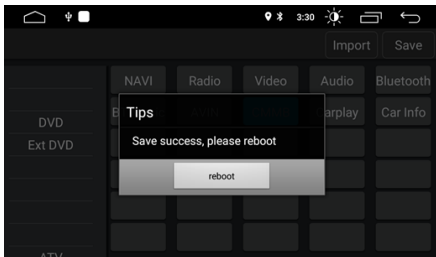 3:30
Import Save
NAVI Radio Video Audio Bluetooth
Tips
DVD
Car Info
Save success, please reboot
Ext DVD
reboot
ATV